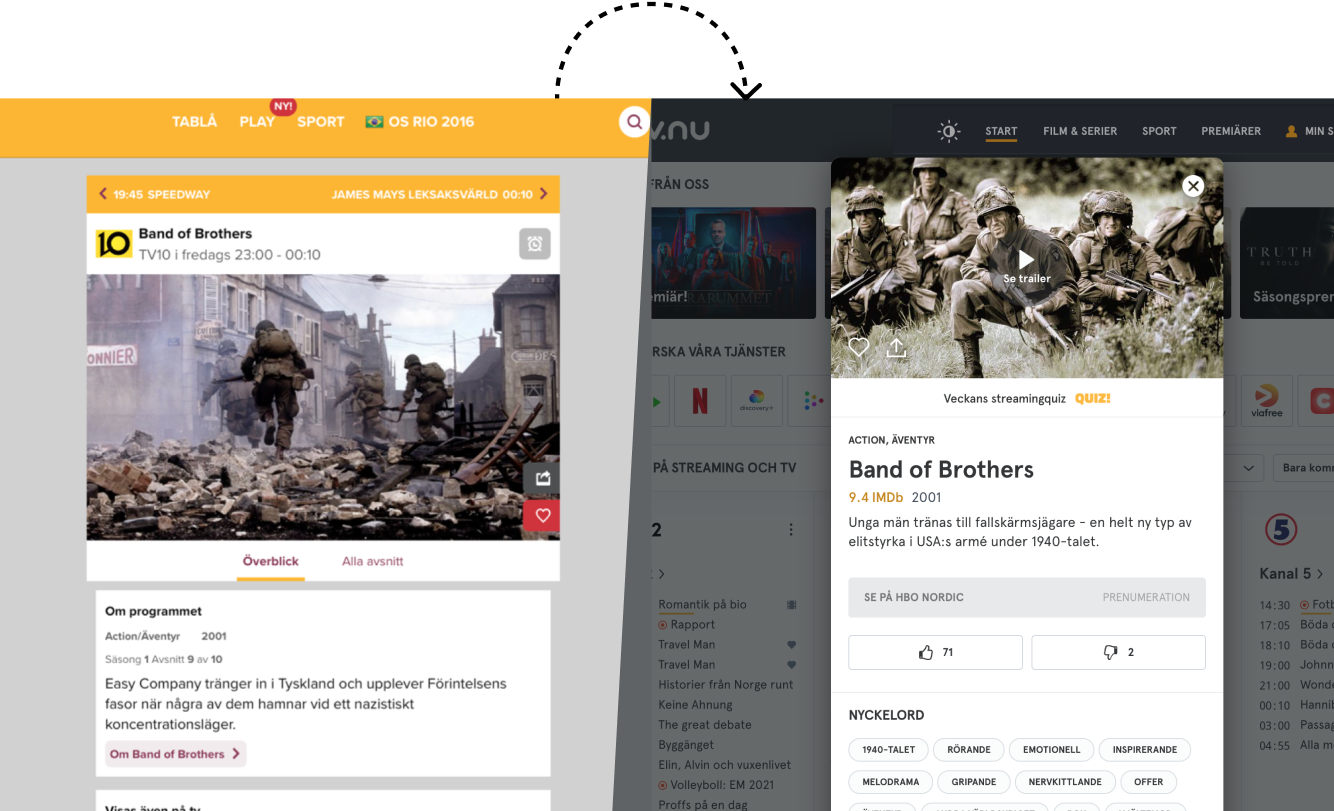 NY!
TABLÅ PLAY SPORT OS RIO 2016
19:45 SPEEDWAY JAMES MAYS LEKSAKSVÄRLD 00:10
10
Band of Brothers
TV10 i fredags 23:00 - 00:10
Överblick Alla avsnitt
Om programmet
Action/Äventyr 2001
Säsong 1 Avsnitt 9 av 10
Easy Company tränger in i Tyskland och upplever Förintelsens
fasor när några av dem hamnar vid ett nazistiskt
koncentrationsläger.
Om Band of Brothers
Visas även på tv
v.nu
START FILM & SERIER SPORT PREMIÄRER MIN S
FRÅN OSS
TRUTH
BE TOLD
miär!
Säsongspren
RSKA VÅRA TJÄNSTER
N
discovery+
viafree
PÅ STREAMING OCH TV
Bara kom
2
Romantik på bio
Rapport
Travel Man
Travel Man
Historier från Norge runt
Keine Ahnung
The great debate
Byggänget
Elin, Alvin och vuxenlivet
Volleyboll: EM 2021
Proffs på en dag
Se trailer
Veckans streamingquiz QUIZ!
ACTION, ÄVENTYR
Band of Brothers
9.4 IMDb 2001
Unga män tränas till fallskärmsjägare - en helt ny typ av
elitstyrka i USA:s armé under 1940-talet.
SE PÅ HBO NORDIC PRENUMERATION
71 2
NYCKELORD
1940-TALET RÖRANDE EMOTIONELL INSPIRERANDE
MELODRAMA GRIPANDE NERVKITTLANDE OFFER
5
Kanal 5
14:30 Fotb
17:05 Böda
18:10 Böda
19:00 Johnn
21:00 Wonde
00:10 Hannib
03:00 Passag
04:55 Alla m